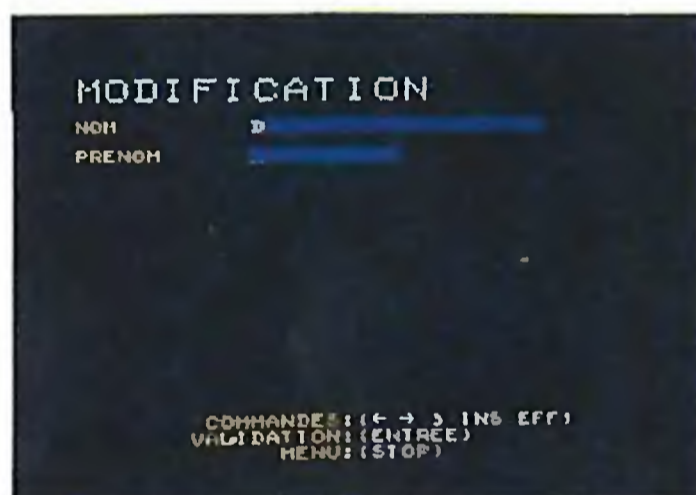 MODIFICATION
NOM D
PRENOM
COMMANDES:(← → ) INS EFF)
VALIDATION:(ENTREE)
MENU:(STOP)